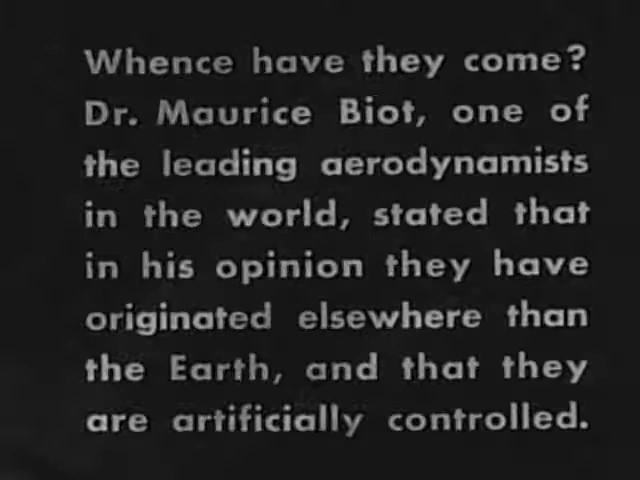 Whence have they come?
Dr. Maurice Biot, one of
the leading aerodynamists
in the world, stated that
in his opinion they have
originated elsewhere than
the Earth, and that they
are artificially controlled.